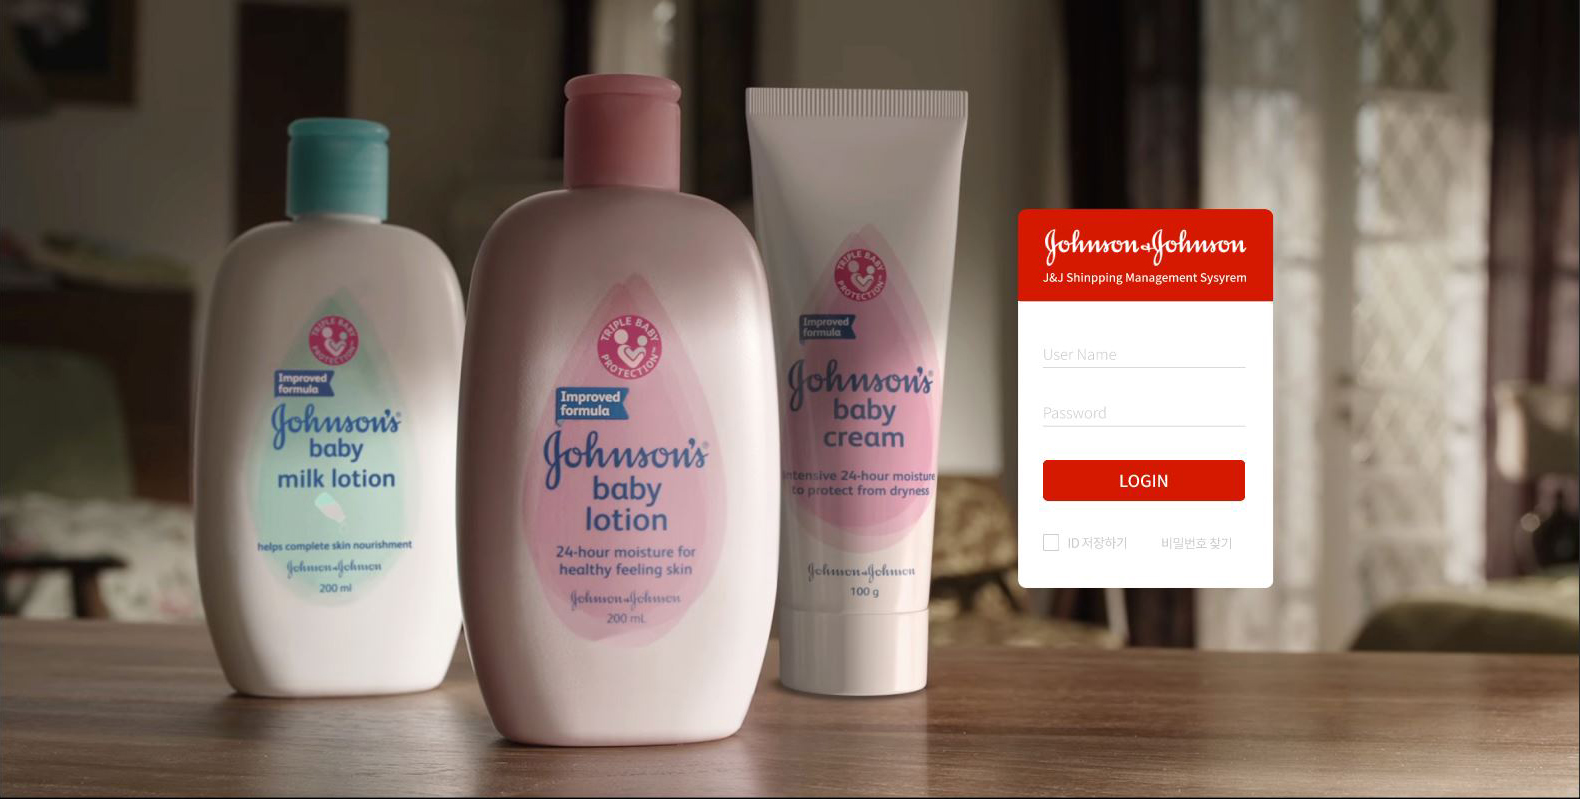 TRIPLE BABY PROTECTION
Improved
formula
Johnson's®
baby
milk lotion
helps complete skin nourishment
Johnson & Johnson
200 ml
TRIPLE BABY PROTECTION
Improved
formula
Johnson's®
baby
lotion
24-hour moisture for
healthy feeling skin
Johnson & Johnson
200 mL
TRIPLE BABY PROTECTION™
Improved
formula
Johnson's®
baby
cream
intensive 24-hour moisture
to protect from dryness
Johnson & Johnson
100 g
Johnson & Johnson
J&J Shinpping Management Sysyrem
User Name
Password
LOGIN
ID 저장하기
비밀번호 찾기